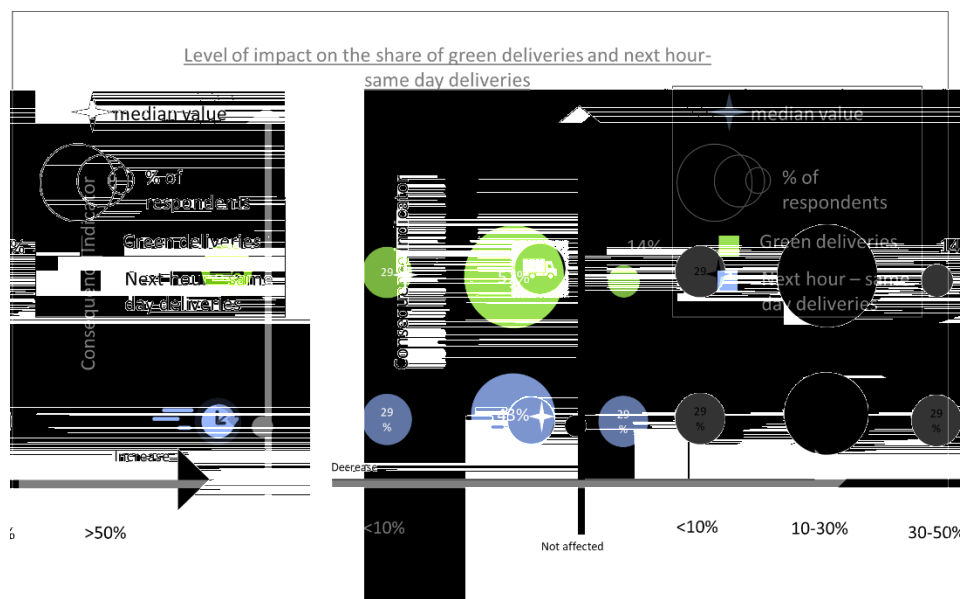 Level of impact on the share of green deliveries and next hour-
same day deliveries
median value
% of
respondents
Green deliveries
Next hour – same
day deliveries
Consequence Indicator
Increase
>50%
median value
% of
respondents
Green deliveries
Next hour – same
day deliveries
Consequence Indicator
29
14%
29
29
%
43%
29
%
29
%
29
%
Decrease
<10%
Not affected
<10%
10-30%
30-50%